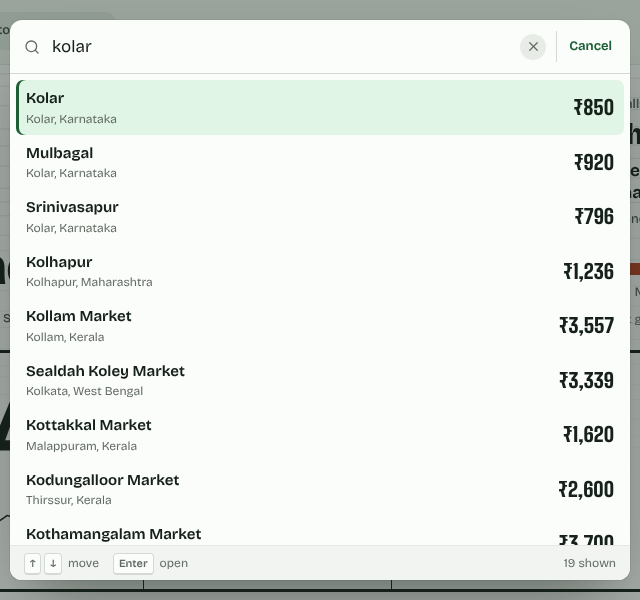 kolar
Cancel
Kolar
Kolar, Karnataka
₹850
Mulbagal
Kolar, Karnataka
₹920
Srinivasapur
Kolar, Karnataka
₹796
Kolhapur
Kolhapur, Maharashtra
₹1,236
Kollam Market
Kollam, Kerala
₹3,557
Sealdah Koley Market
Kolkata, West Bengal
₹3,339
Kottakkal Market
Malappuram, Kerala
₹1,620
Kodungalloor Market
Thirssur, Kerala
₹2,600
Kothamangalam Market
₹3,700
↑ ↓ move Enter open
19 shown